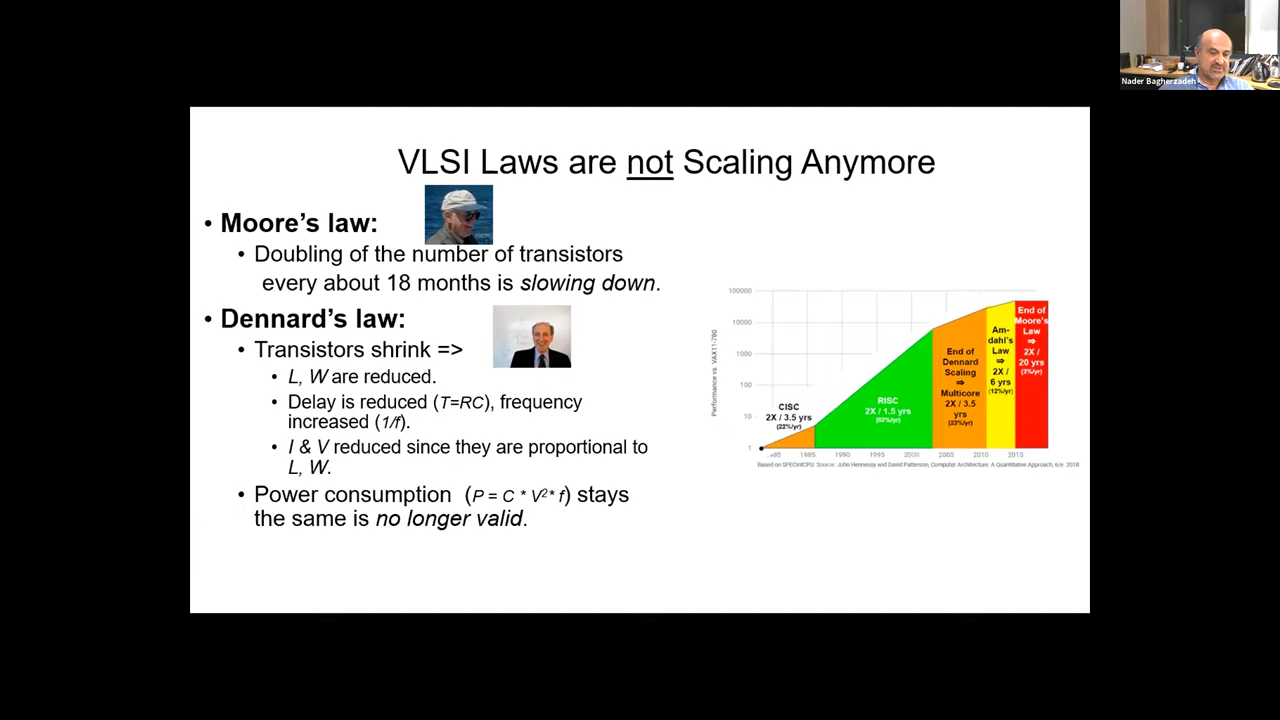 Nader Bagherzadeh
VLSI Laws are not Scaling Anymore
• Moore’s law:
• Doubling of the number of transistors
every about 18 months is slowing down.
• Dennard’s law:
• Transistors shrink =>
• L, W are reduced.
• Delay is reduced (T=RC), frequency
increased (1/f).
• I & V reduced since they are proportional to
L, W.
• Power consumption (P = C * V²* f) stays
the same is no longer valid.
Performance vs. VAX11-780
100000
10000
1000
100
10
1
CISC
2X / 3.5 yrs
(22%/yr)
RISC
2X / 1.5 yrs
(52%/yr)
End of
Dennard
Scaling
⇒
Multicore
2X / 3.5
yrs
(23%/yr)
Am-
dahl’s
Law
⇒
2X /
6 yrs
(12%/yr)
End of
Moore’s
Law
⇒
2X /
20 yrs
(3%/yr)
1985 1990 1995 2000 2005 2010 2015
Based on SPECintCPU. Source: John Hennessy and David Patterson, Computer Architecture: A Quantitative Approach, 6/e. 2018